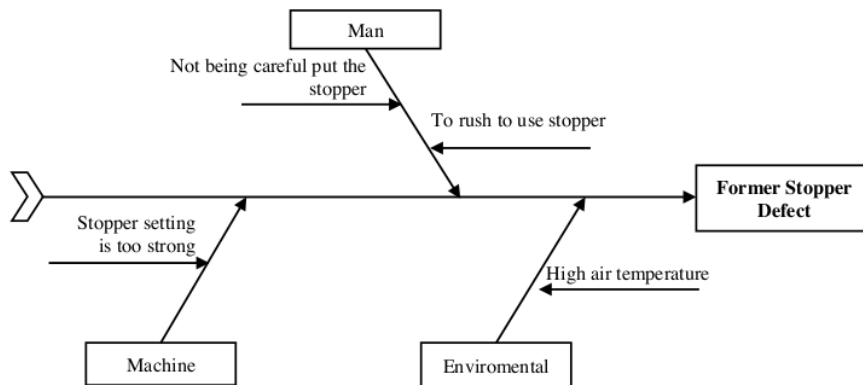 Man
Not being careful put the
stopper
To rush to use stopper
Former Stopper
Defect
Stopper setting
is too strong
High air temperature
Machine
Enviromental